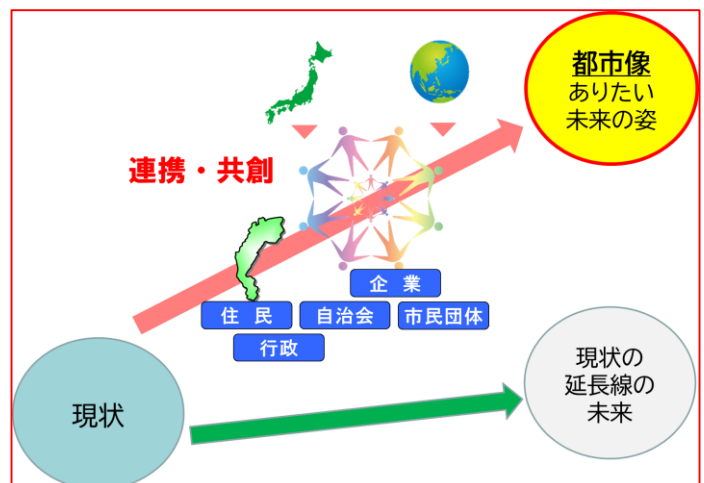 都市像
ありたい
未来の姿
連携・共創
企 業
住 民
自治会
市民団体
行政
現状
現状の
延長線の
未来